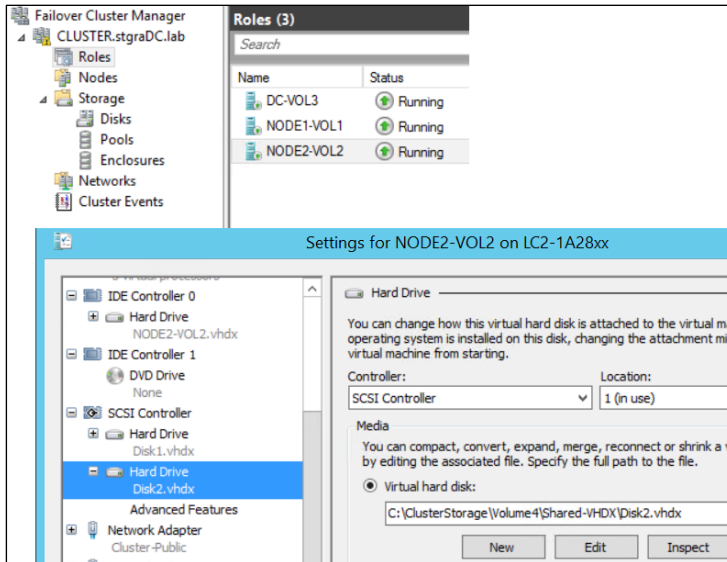 Failover Cluster Manager
CLUSTER.stgraDC.lab
Roles
Nodes
Storage
Disks
Pools
Enclosures
Networks
Cluster Events
Roles (3)
Search
Name Status
DC-VOL3 Running
NODE1-VOL1 Running
NODE2-VOL2 Running
Settings for NODE2-VOL2 on LC2-1A28xx
IDE Controller 0
Hard Drive
NODE2-VOL2.vhdx
IDE Controller 1
DVD Drive
None
SCSI Controller
Hard Drive
Disk1.vhdx
Hard Drive
Disk2.vhdx
Advanced Features
Network Adapter
Cluster-Public
Hard Drive
You can change how this virtual hard disk is attached to the virtual
operating system is installed on this disk, changing the attachment
virtual machine from starting.
Controller: Location:
SCSI Controller 1 (in use)
Media
You can compact, convert, expand, merge, reconnect or shrink a
by editing the associated file. Specify the full path to the file.
Virtual hard disk:
C:\ClusterStorage\Volume4\Shared-VHDX\Disk2.vhdx
New Edit Inspect